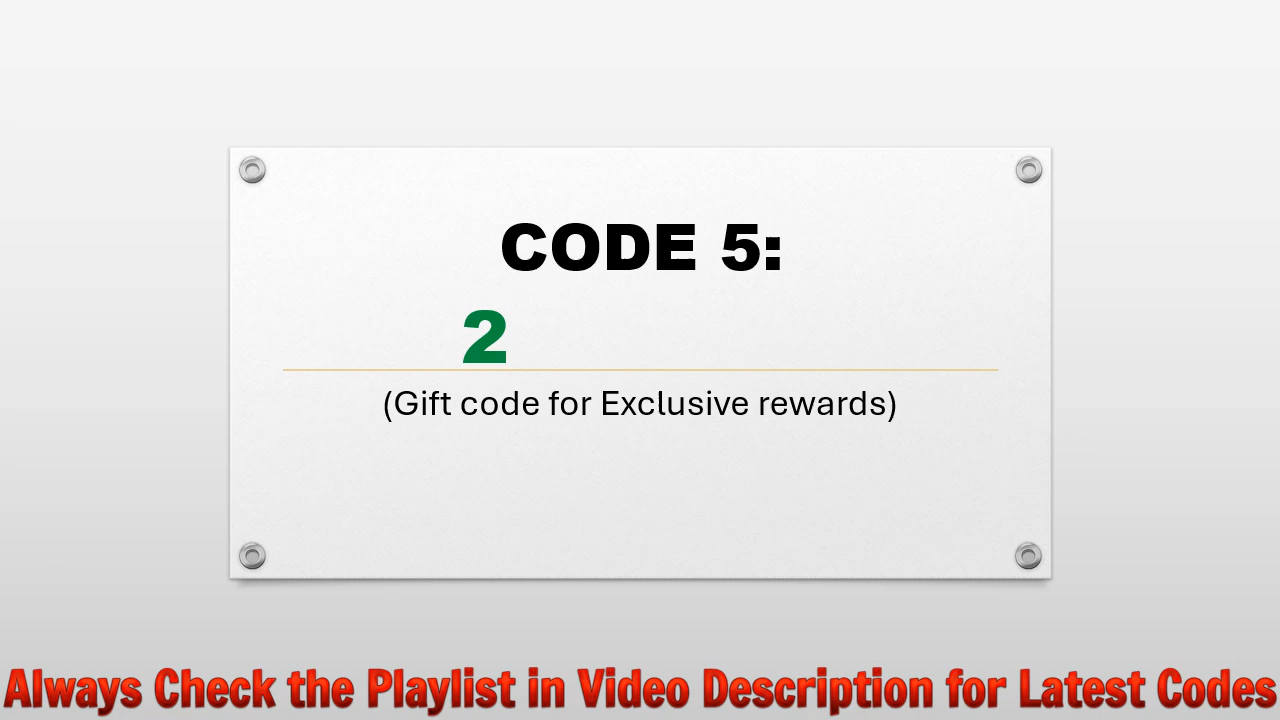 CODE 5:
2
(Gift code for Exclusive rewards)
Always Check the Playlist in Video Description for Latest Codes